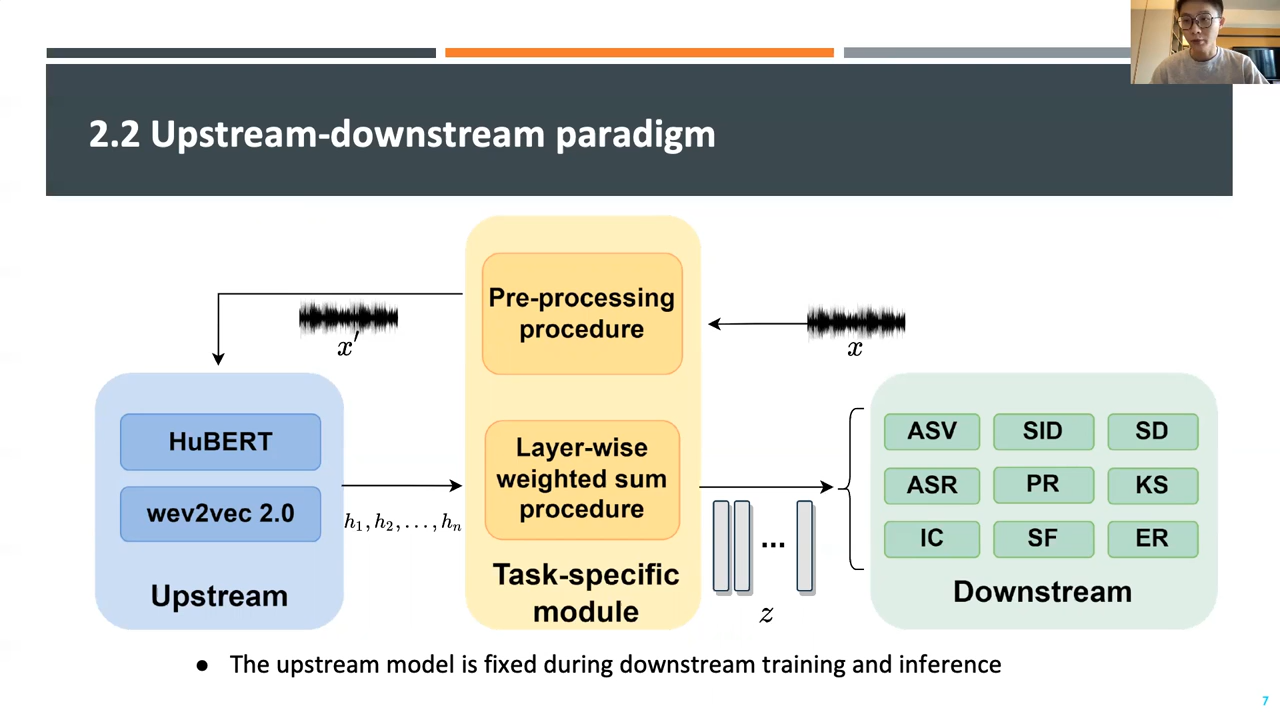 2.2 Upstream-downstream paradigm
Pre-processing
procedure
x'
x
HuBERT
wev2vec 2.0
Upstream
h₁, h₂, . . . , hₙ
Layer-wise
weighted sum
procedure
Task-specific
module
...
z
ASV SID SD
ASR PR KS
IC SF ER
Downstream
● The upstream model is fixed during downstream training and inference
7